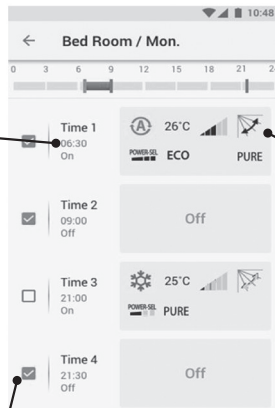 10:48
Bed Room / Mon.
0 3 6 9 12 15 18 21 2
Time 1
06:30
On
A 26°C
POWER-SEL ECO PURE
Time 2
09:00
Off
Off
Time 3
21:00
On
25°C
POWER-SEL PURE
Time 4
21:30
Off
Off